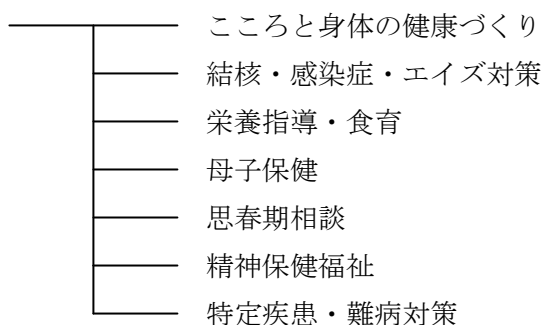 こころと身体の健康づくり
結核・感染症・エイズ対策
栄養指導・食育
母子保健
思春期相談
精神保健福祉
特定疾患・難病対策